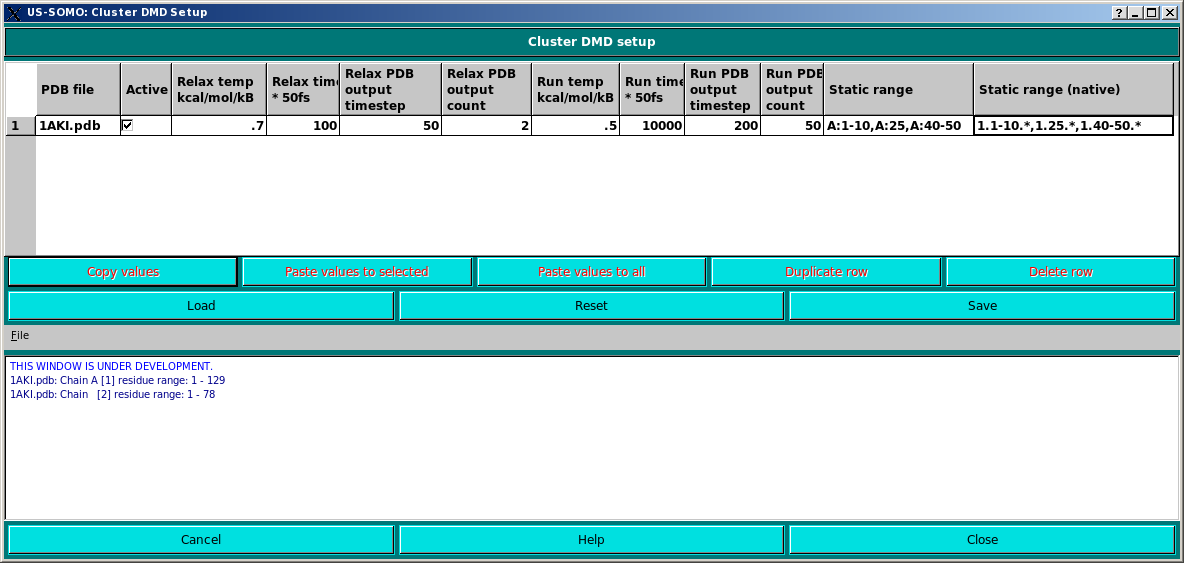 US-SOMO: Cluster DMD Setup
Cluster DMD setup
PDB file Active Relax temp kcal/mol/kB Relax time * 50fs Relax PDB output timestep Relax PDB output count Run temp kcal/mol/kB Run time * 50fs Run PDB output timestep Run PDB output count Static range Static range (native)
1 1AKI.pdb .7 100 50 2 .5 10000 200 50 A:1-10,A:25,A:40-50 1.1-10.*,1.25.*,1.40-50.*
Copy values Paste values to selected Paste values to all Duplicate row Delete row
Load Reset Save
File
THIS WINDOW IS UNDER DEVELOPMENT.
1AKI.pdb: Chain A [1] residue range: 1 - 129
1AKI.pdb: Chain   [2] residue range: 1 - 78
Cancel Help Close